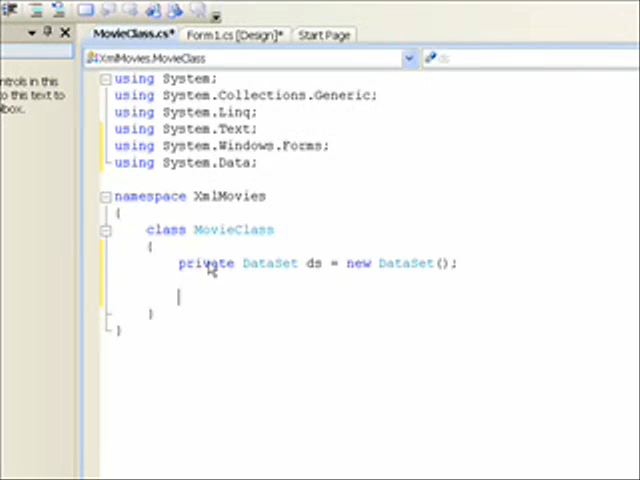 MovieClass.cs* Form1.cs [Design]* Start Page
XmlMovies.MovieClass ds
ntrols in this
o this text to
lbox.
using System;
using System.Collections.Generic;
using System.Linq;
using System.Text;
using System.Windows.Forms;
using System.Data;
namespace XmlMovies
{
class MovieClass
{
private DataSet ds = new DataSet();
}
}